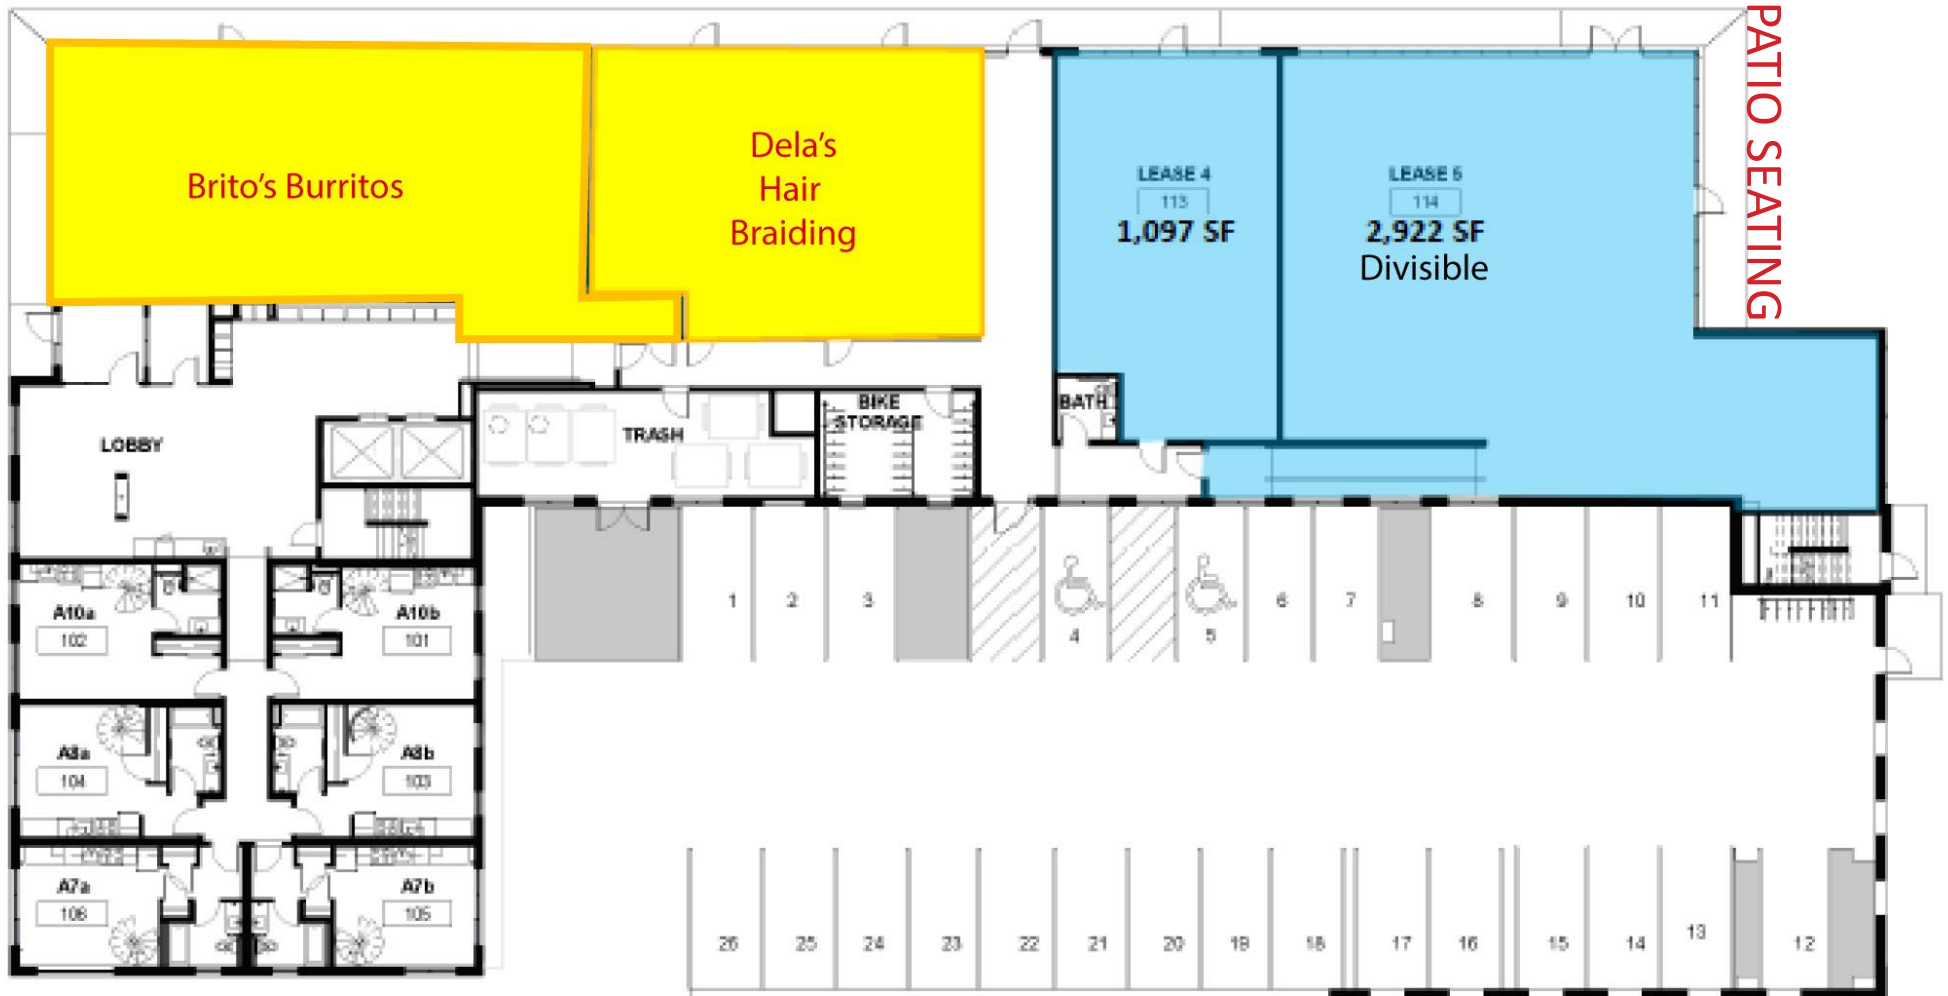 PATIO SEATING
Brito's Burritos
Dela's
Hair
Braiding
LEASE 4
113
1,097 SF
LEASE 5
114
2,922 SF
Divisible
BATH
BIKE
STORAGE
TRASH
LOBBY
A10a
102
A10b
101
1
2
3
4
5
6
7
8
9
10
11
A8a
104
A8b
103
A7a
106
A7b
105
26
25
24
23
22
21
20
19
18
17
16
15
14
13
12